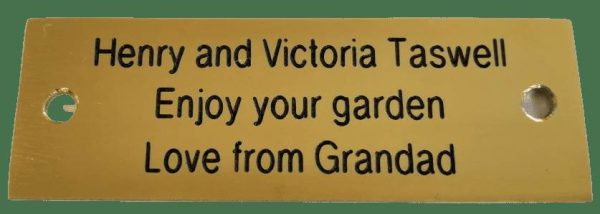 Henry and Victoria Taswell
Enjoy your garden
Love from Grandad